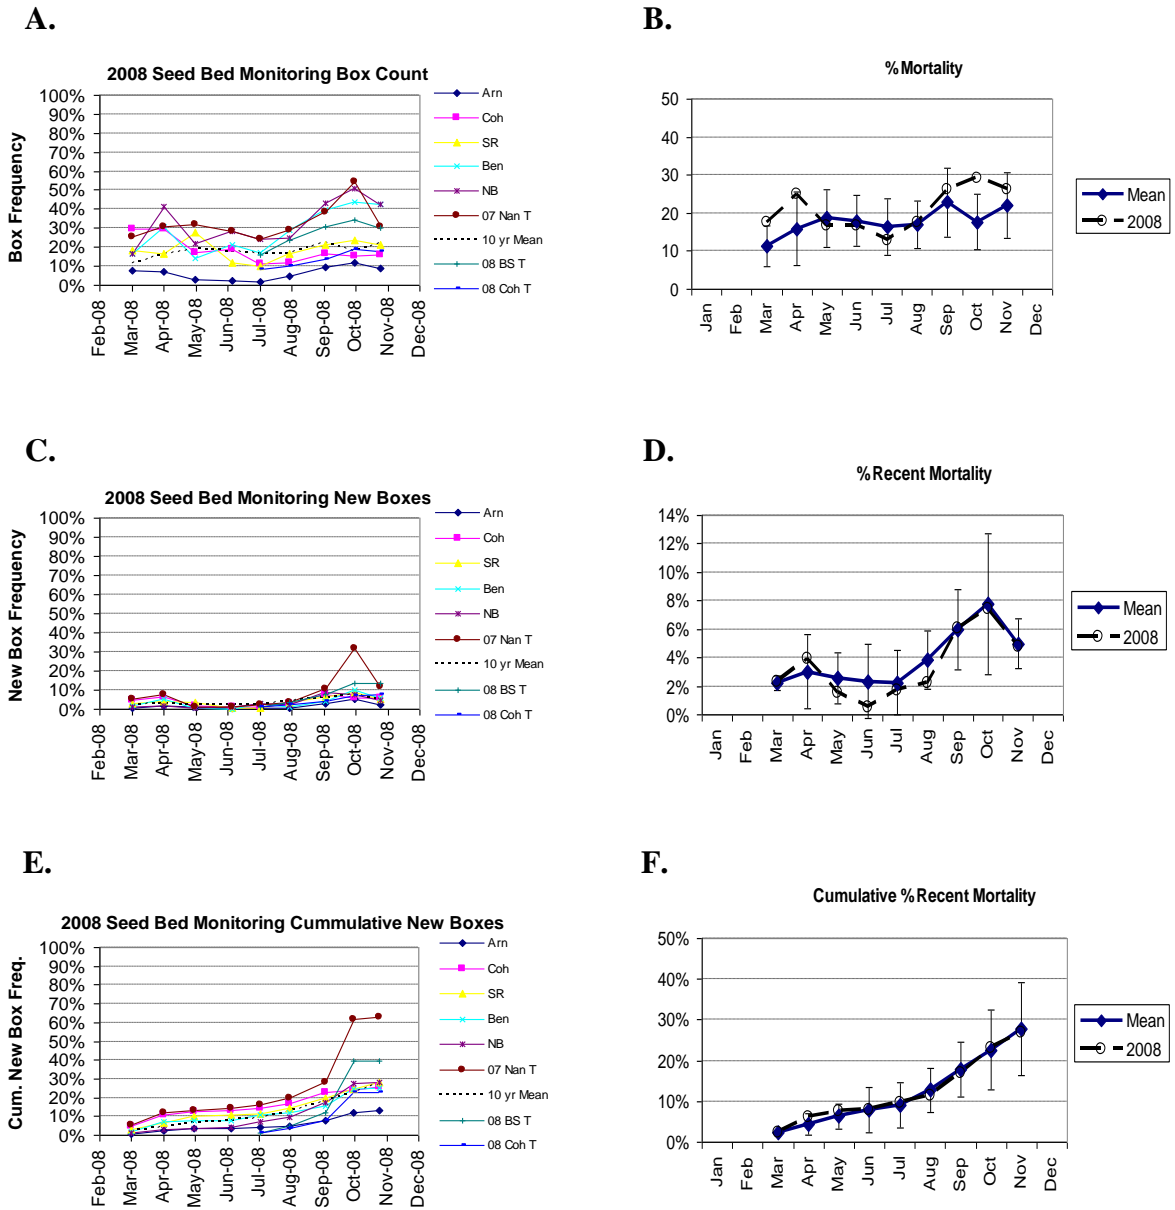 A.
2008 Seed Bed Monitoring Box Count
Box Frequency
100%
90%
80%
70%
60%
50%
40%
30%
20%
10%
0%
Feb-08
Mar-08
Apr-08
May-08
Jun-08
Jul-08
Aug-08
Sep-08
Oct-08
Nov-08
Dec-08
Arn
Coh
SR
Ben
NB
07 Nan T
10 yr Mean
08 BS T
08 Coh T
B.
%Mortality
50
40
30
20
10
0
Jan
Feb
Mar
Apr
May
Jun
Jul
Aug
Sep
Oct
Nov
Dec
Mean
2008
C.
2008 Seed Bed Monitoring New Boxes
New Box Frequency
100%
90%
80%
70%
60%
50%
40%
30%
20%
10%
0%
Feb-08
Mar-08
Apr-08
May-08
Jun-08
Jul-08
Aug-08
Sep-08
Oct-08
Nov-08
Dec-08
Arn
Coh
SR
Ben
NB
07 Nan T
10 yr Mean
08 BS T
08 Coh T
D.
%Recent Mortality
14%
12%
10%
8%
6%
4%
2%
0%
Jan
Feb
Mar
Apr
May
Jun
Jul
Aug
Sep
Oct
Nov
Dec
Mean
2008
E.
2008 Seed Bed Monitoring Cummulative New Boxes
Cum. New Box Freq.
100%
90%
80%
70%
60%
50%
40%
30%
20%
10%
0%
Feb-08
Mar-08
Apr-08
May-08
Jun-08
Jul-08
Aug-08
Sep-08
Oct-08
Nov-08
Dec-08
Arn
Coh
SR
Ben
NB
07 Nan T
10 yr Mean
08 BS T
08 Coh T
F.
Cumulative %Recent Mortality
50%
40%
30%
20%
10%
0%
Jan
Feb
Mar
Apr
May
Jun
Jul
Aug
Sep
Oct
Nov
Dec
Mean
2008